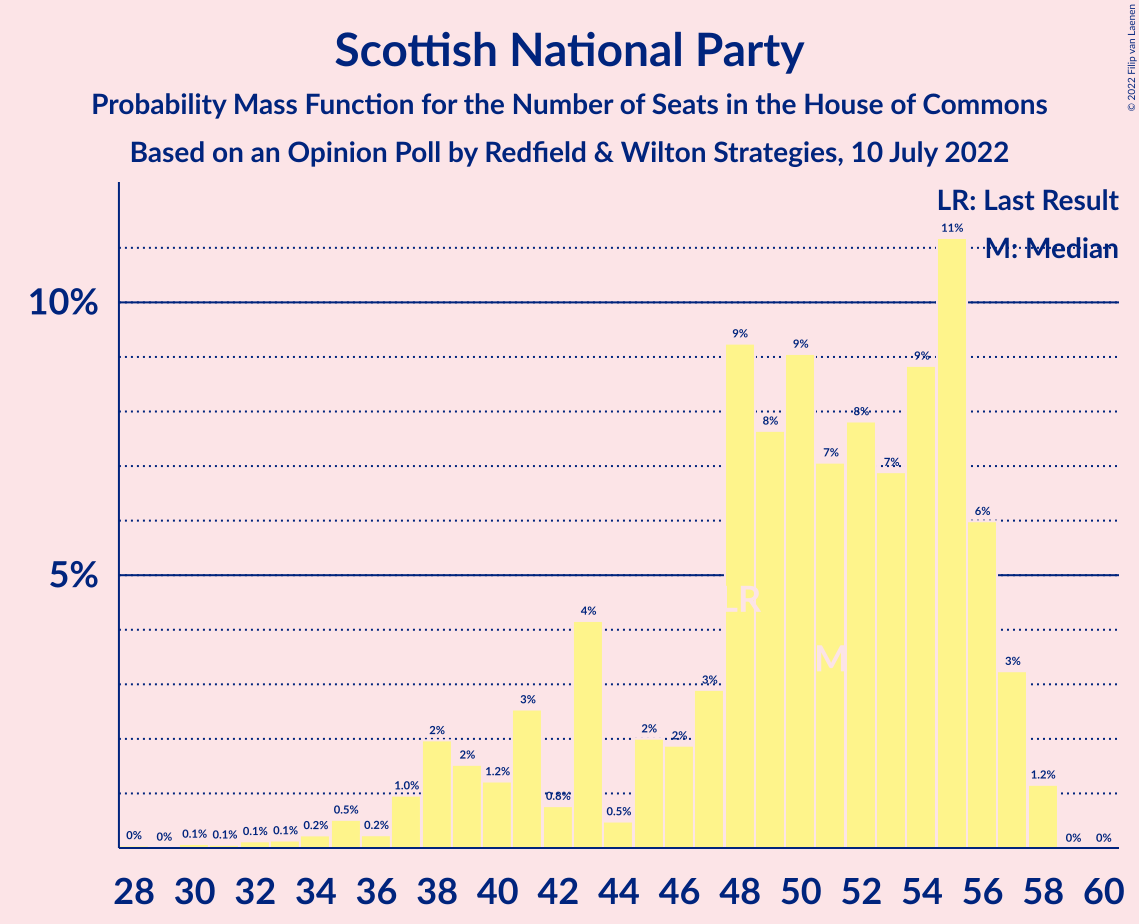 Scottish National Party
Probability Mass Function for the Number of Seats in the House of Commons
Based on an Opinion Poll by Redfield & Wilton Strategies, 10 July 2022
© 2022 Filip van Laenen
LR: Last Result
M: Median
10%
5%
0% 0% 0.1% 0.1% 0.1% 0.1% 0.2% 0.5% 0.2% 1.0% 2% 2% 1.2% 3% 0.8% 4% 0.5% 2% 2% 3% 9% 8% 9% 7% 8% 7% 9% 11% 6% 3% 1.2% 0% 0%
LR
M
28 30 32 34 36 38 40 42 44 46 48 50 52 54 56 58 60